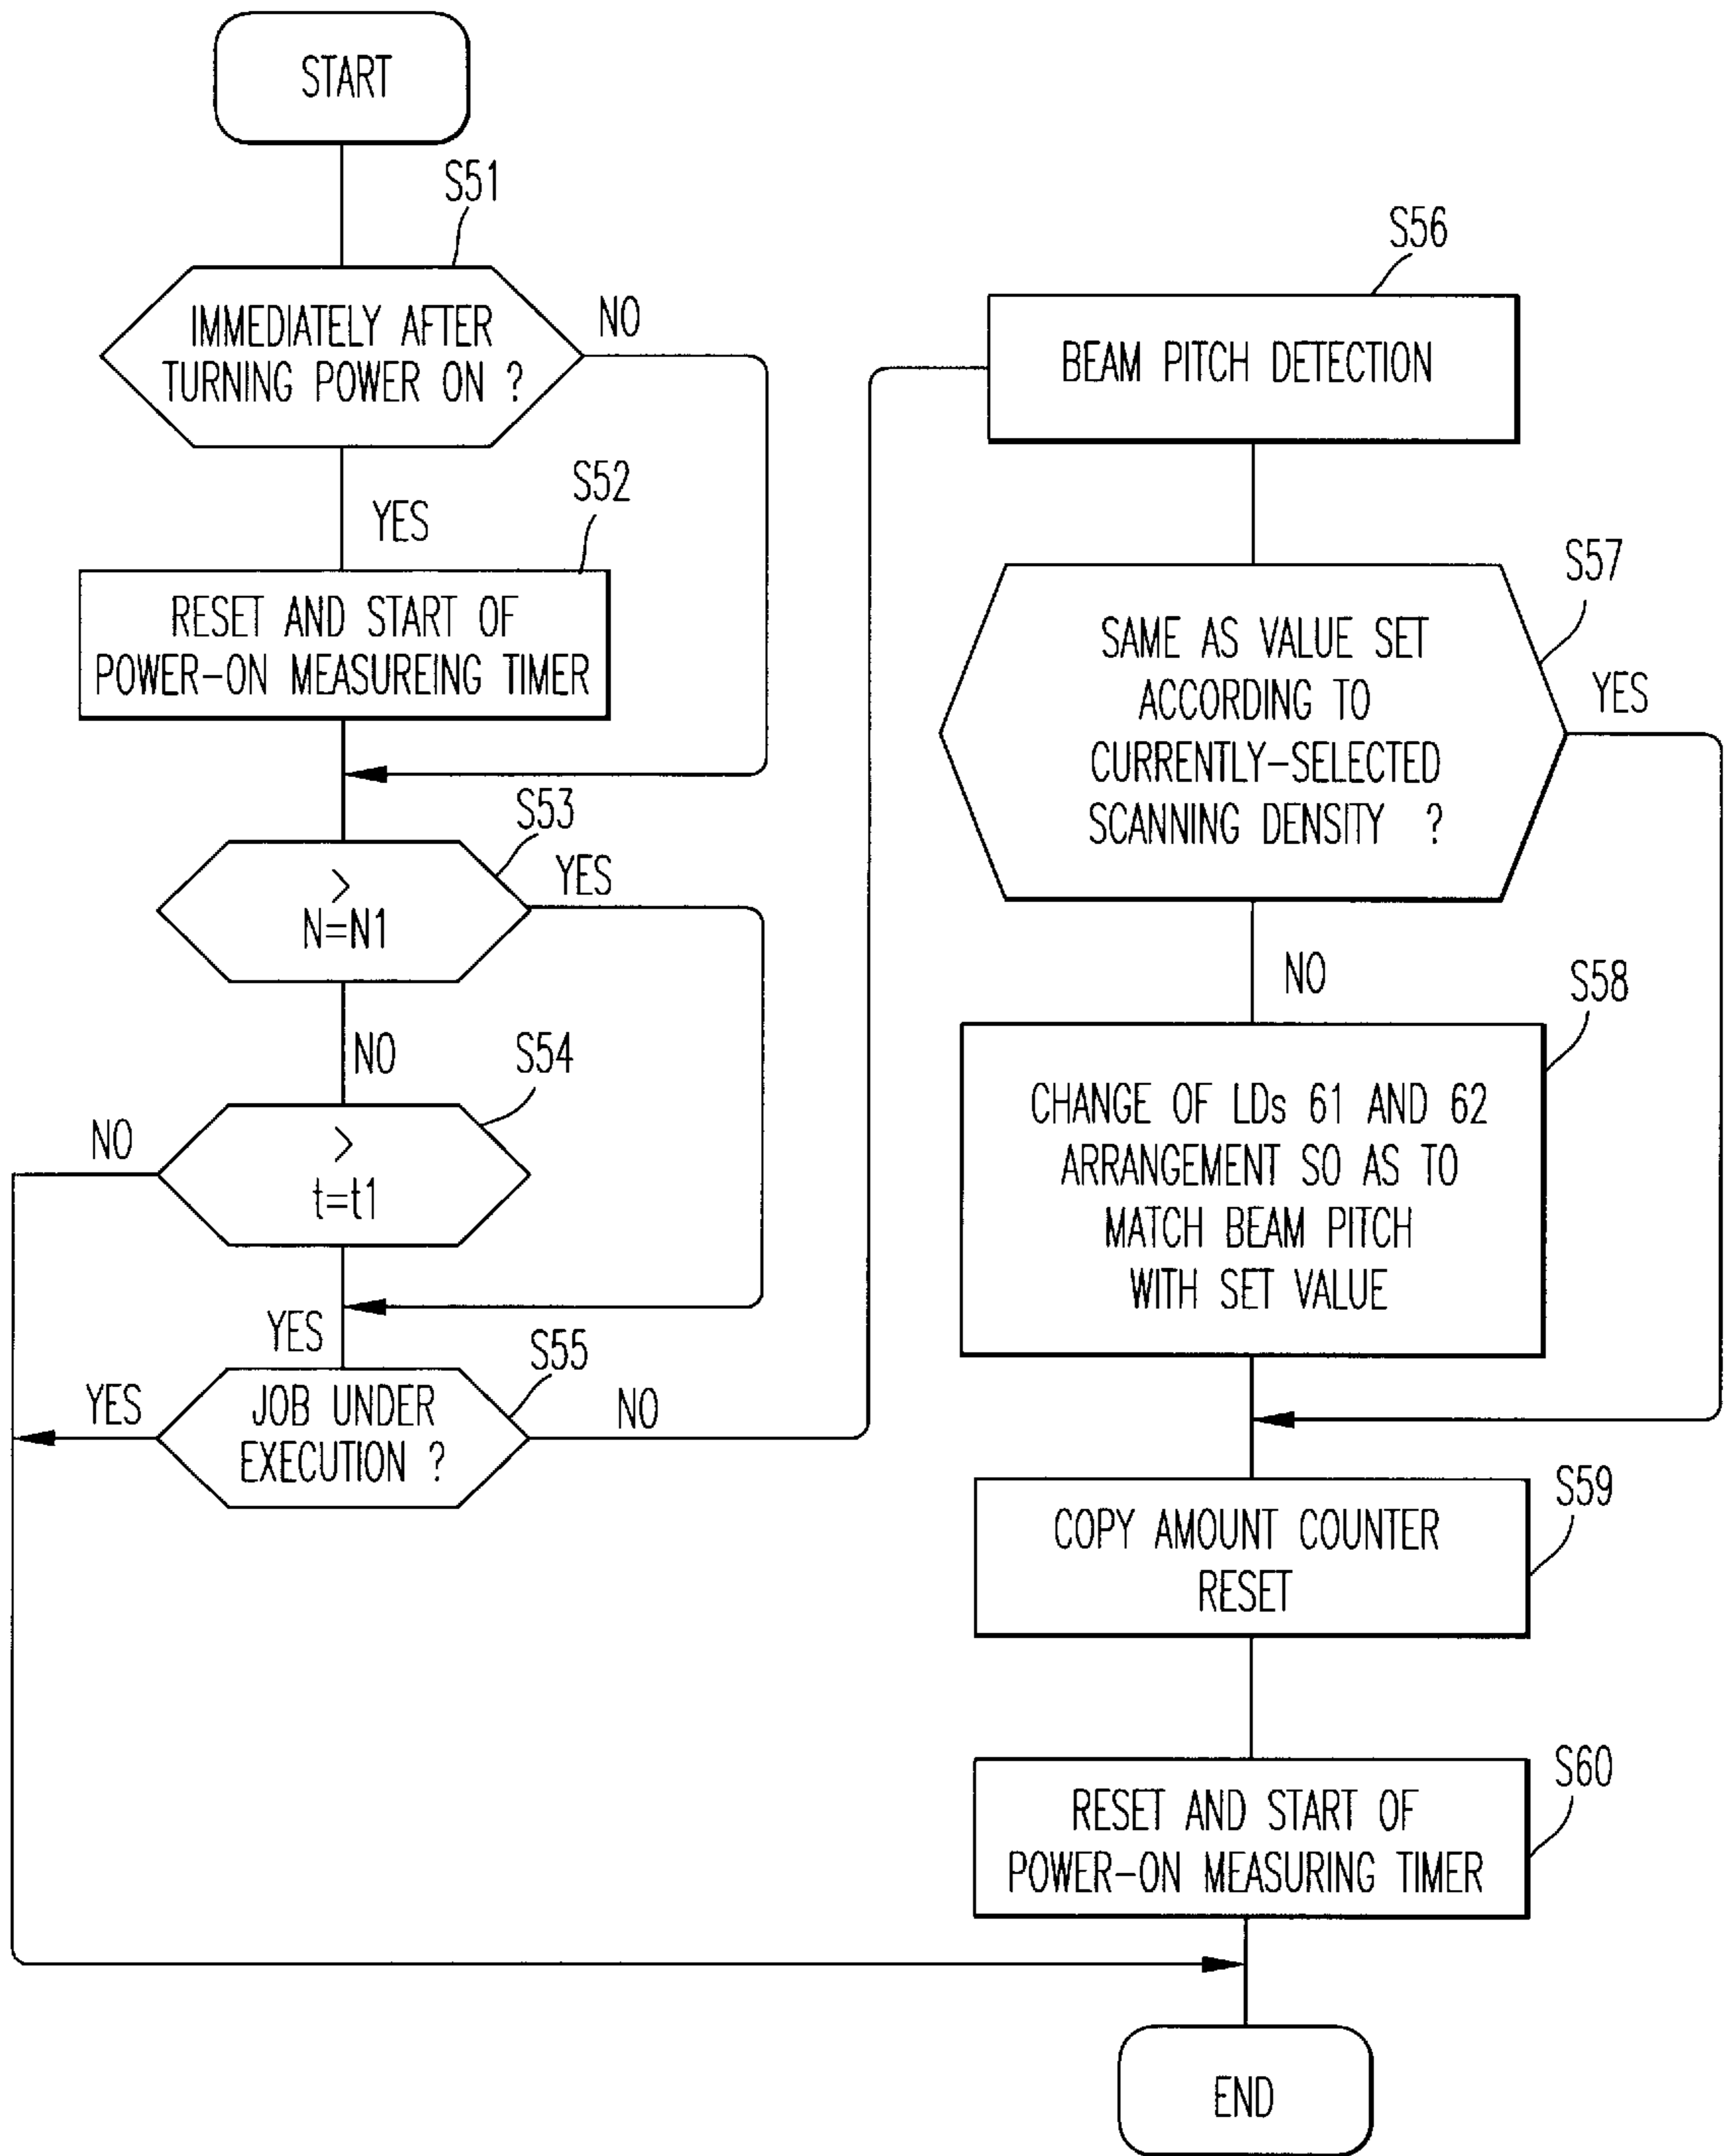 START
S51
IMMEDIATELY AFTER
TURNING POWER ON ?
NO
YES
S52
RESET AND START OF
POWER-ON MEASUREING TIMER
S53
>
N=N1
YES
NO
S54
>
t=t1
NO
YES
S55
JOB UNDER
EXECUTION ?
YES
NO
S56
BEAM PITCH DETECTION
S57
SAME AS VALUE SET
ACCORDING TO
CURRENTLY-SELECTED
SCANNING DENSITY ?
YES
NO
S58
CHANGE OF LDs 61 AND 62
ARRANGEMENT SO AS TO
MATCH BEAM PITCH
WITH SET VALUE
S59
COPY AMOUNT COUNTER
RESET
S60
RESET AND START OF
POWER-ON MEASURING TIMER
END